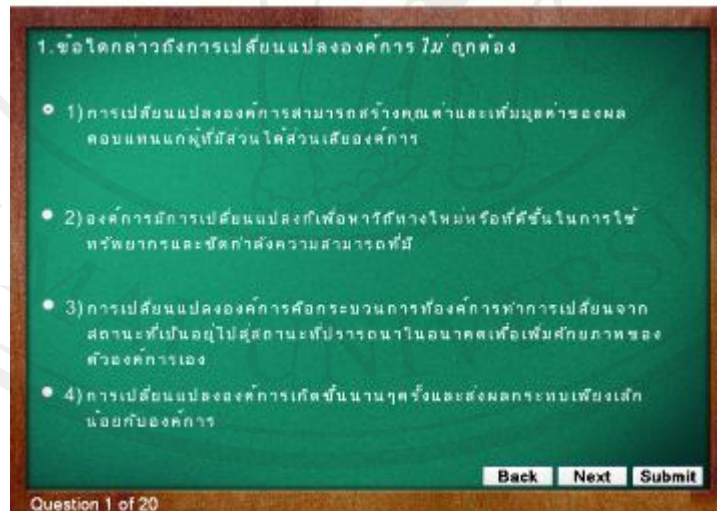 1.ข้อใดกล่าวถึงการเปลี่ยนแปลงองค์การ ไม่ ถูกต้อง
1) การเปลี่ยนแปลงองค์การสามารถสร้างคุณค่าและเพิ่มมูลค่าของผล
ตอบแทนแก่ผู้ที่มีส่วนได้ส่วนเสียองค์การ
2) องค์การมีการเปลี่ยนแปลงก็เพื่อหาวิถีทางใหม่หรือที่ดีขึ้นในการใช้
ทรัพยากรและขีดกำลังความสามารถที่มี
3) การเปลี่ยนแปลงองค์การคือกระบวนการที่องค์การทำการเปลี่ยนจาก
สถานะที่เป็นอยู่ไปสู่สถานะที่ปรารถนาในอนาคตเพื่อเพิ่มศักยภาพของ
ตัวองค์การเอง
4) การเปลี่ยนแปลงองค์การเกิดขึ้นนานๆครั้งและส่งผลกระทบเพียงเล็ก
น้อยกับองค์การ
Back Next Submit
Question 1 of 20